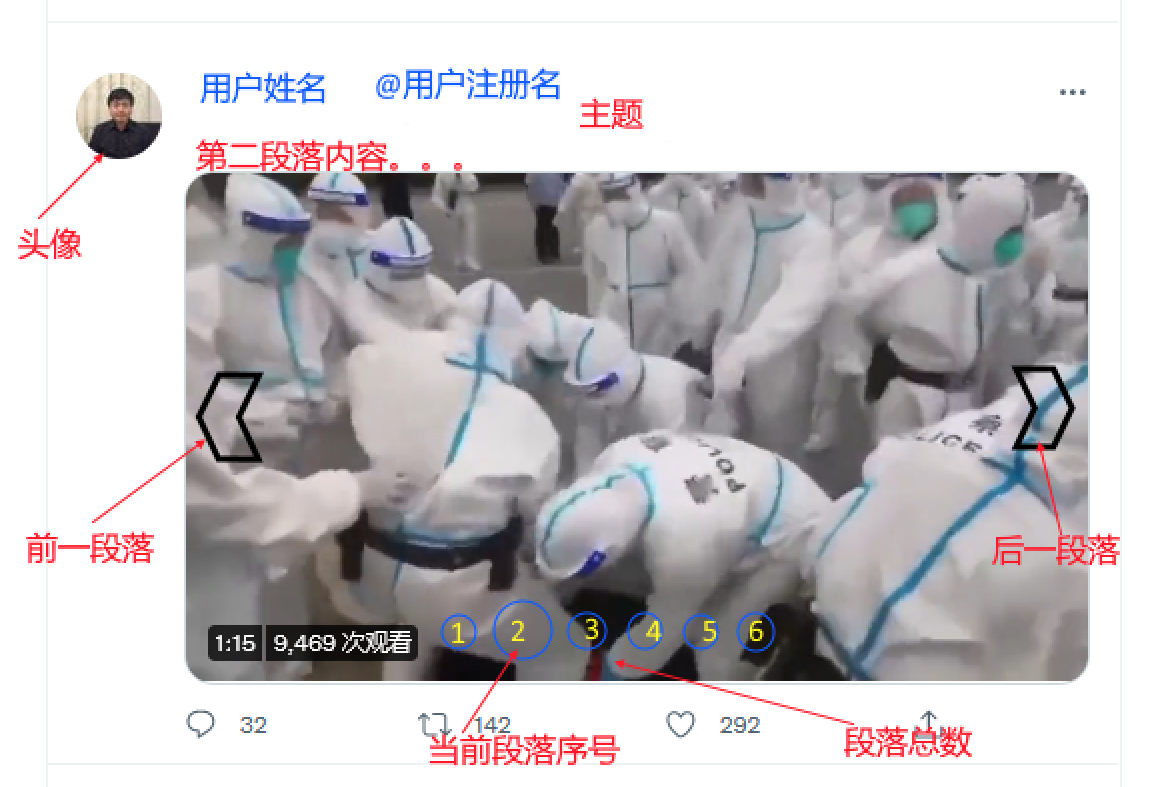 用户姓名 @用户注册名
主题
第二段落内容。。。
头像
前一段落
后一段落
POLICE
1 2 3 4 5 6
1:15 9,469 次观看
32 142 292
当前段落序号
段落总数